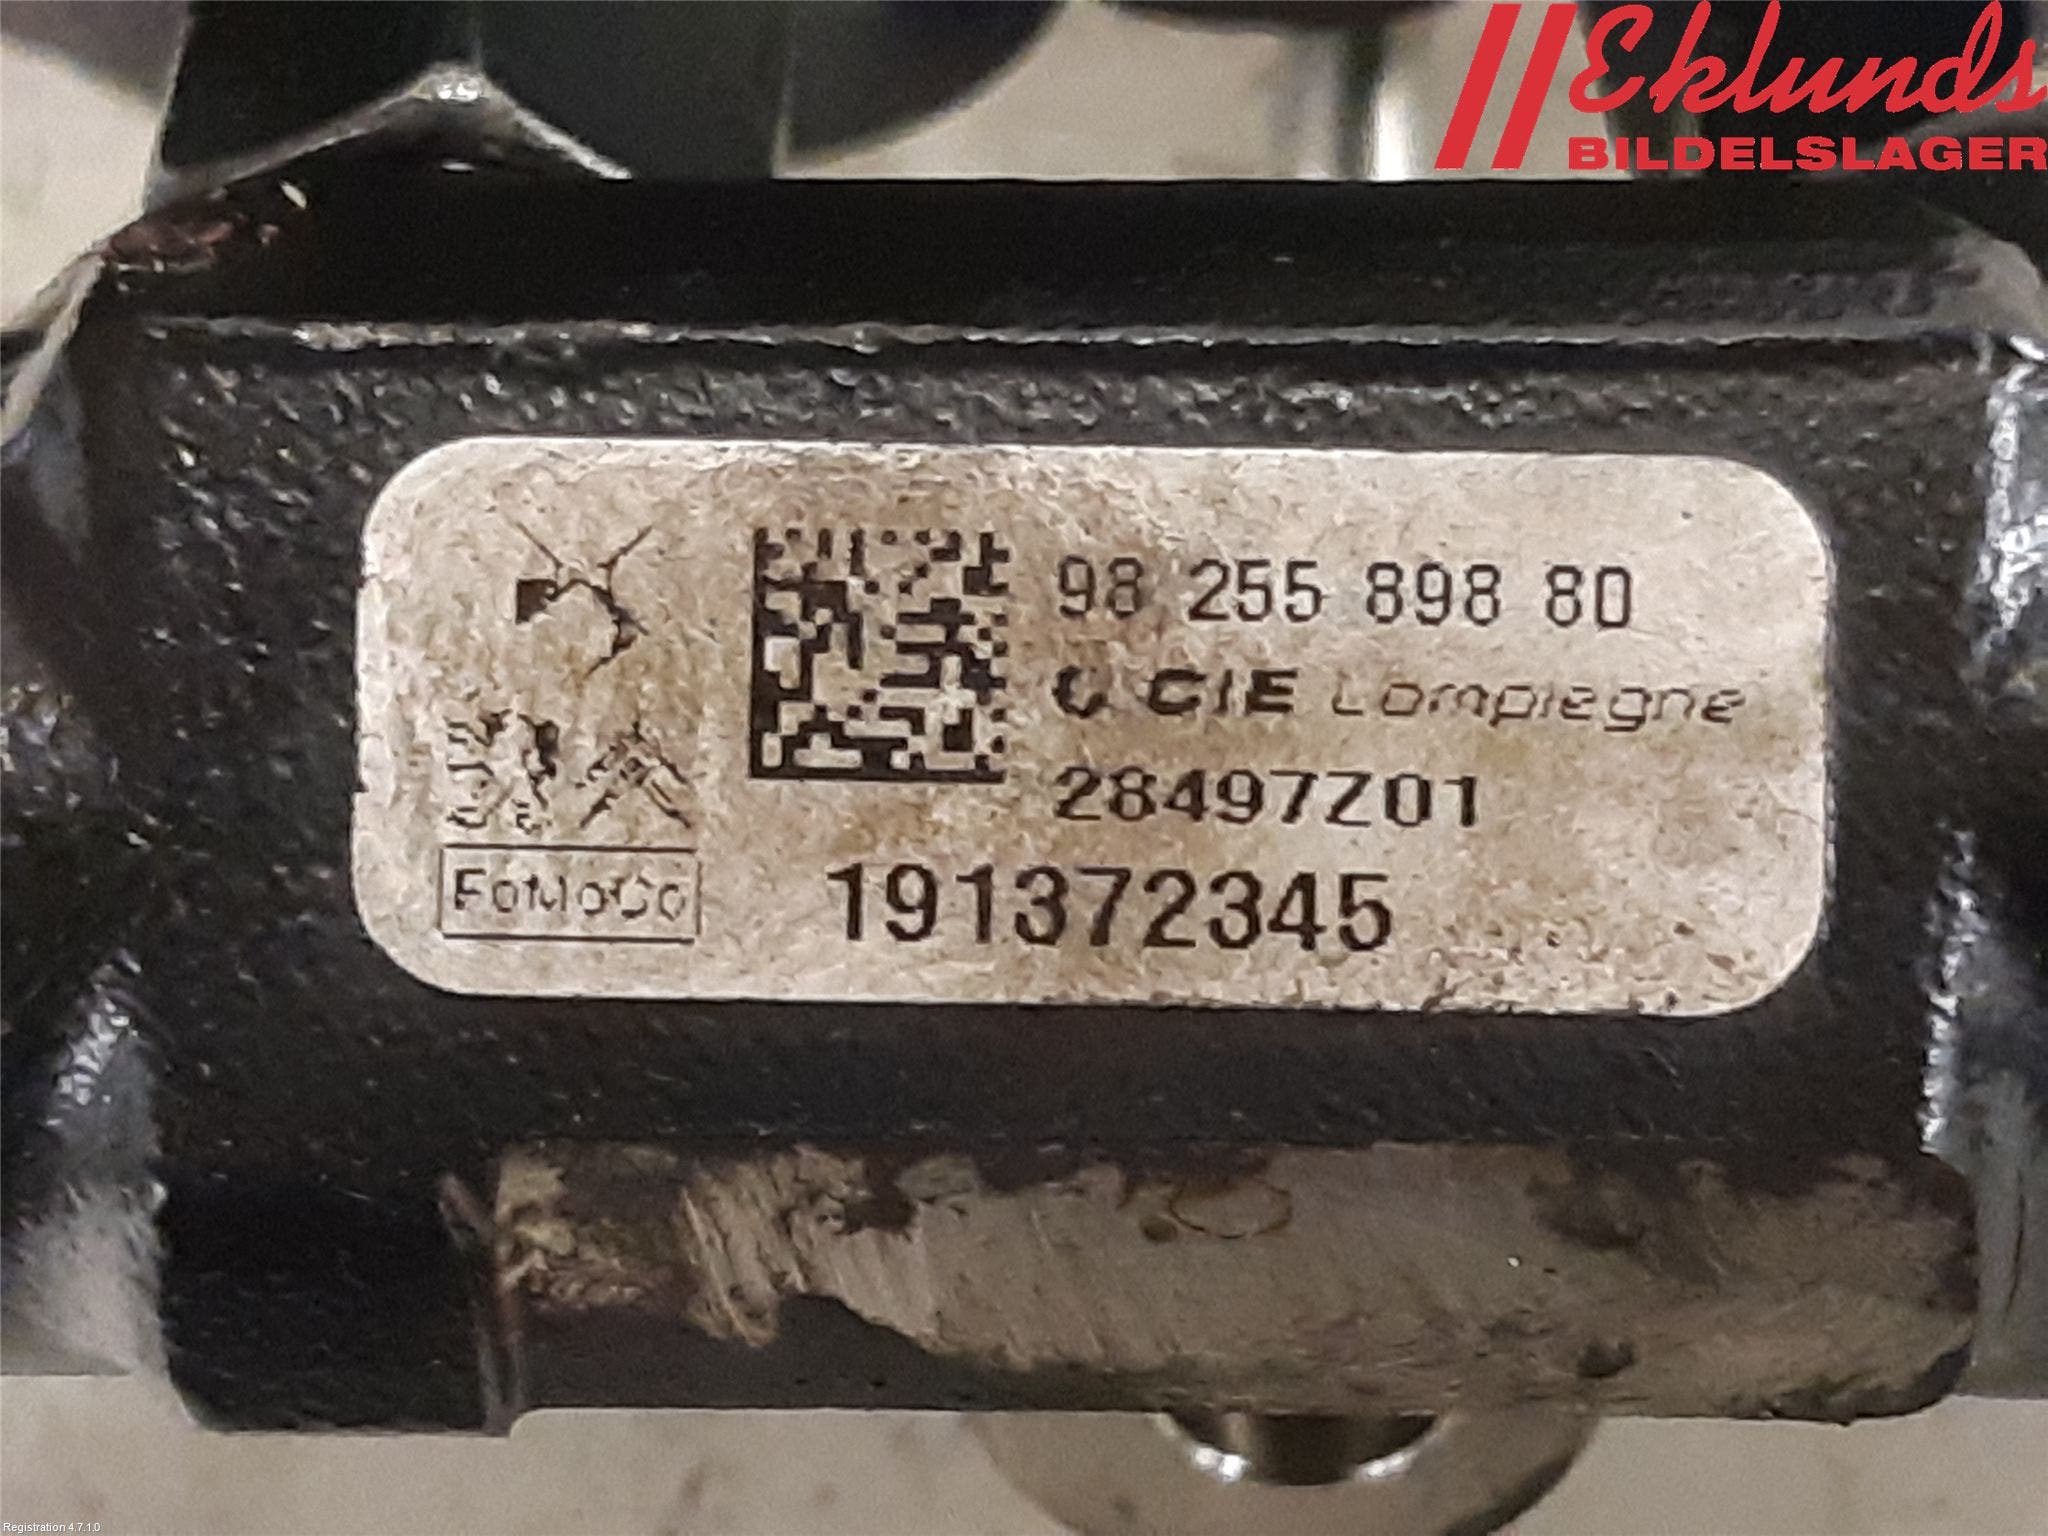 Eklunds
BILDELSLAGER
98 255 898 80
CIE Compiegne
28497Z01
FoMoCo
191372345
Registration 4.7.1.0